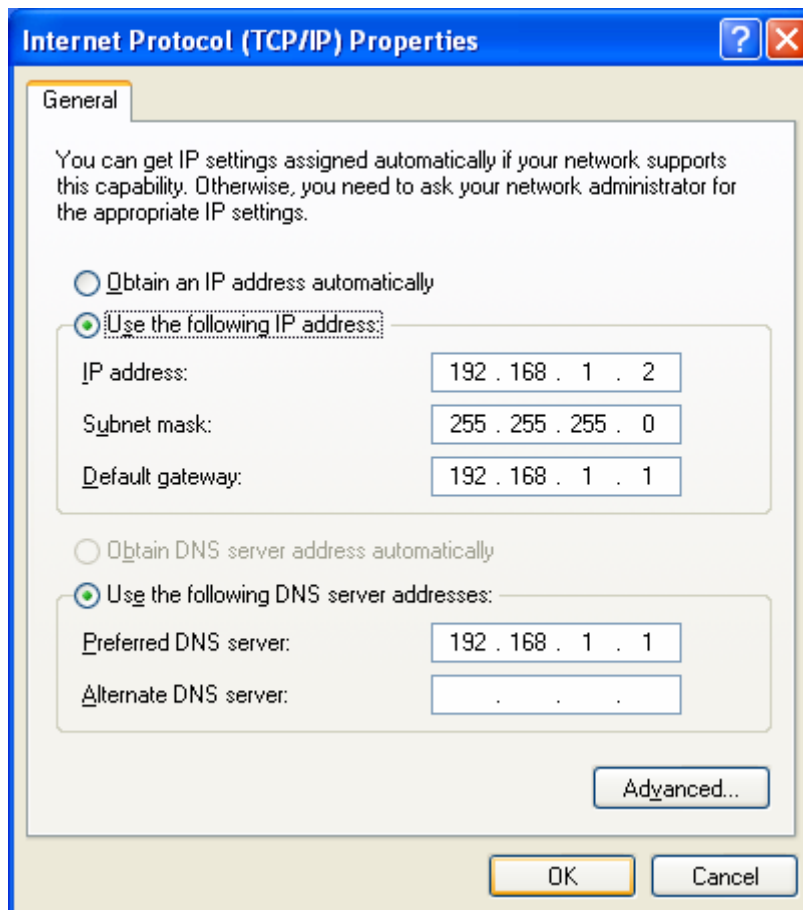 Internet Protocol (TCP/IP) Properties
General
You can get IP settings assigned automatically if your network supports
this capability. Otherwise, you need to ask your network administrator for
the appropriate IP settings.
Obtain an IP address automatically
Use the following IP address:
IP address: 192 . 168 . 1 . 2
Subnet mask: 255 . 255 . 255 . 0
Default gateway: 192 . 168 . 1 . 1
Obtain DNS server address automatically
Use the following DNS server addresses:
Preferred DNS server: 192 . 168 . 1 . 1
Alternate DNS server: . . .
Advanced...
OK Cancel